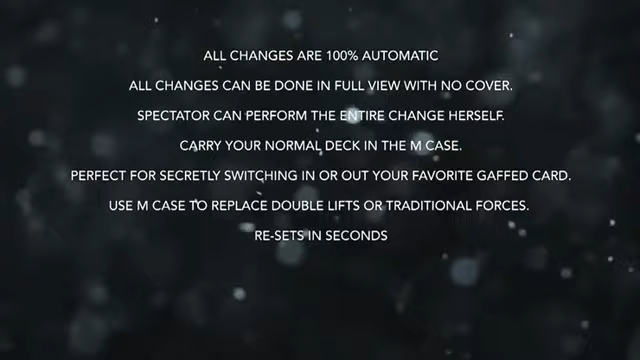 ALL CHANGES ARE 100% AUTOMATIC
ALL CHANGES CAN BE DONE IN FULL VIEW WITH NO COVER.
SPECTATOR CAN PERFORM THE ENTIRE CHANGE HERSELF.
CARRY YOUR NORMAL DECK IN THE M CASE.
PERFECT FOR SECRETLY SWITCHING IN OR OUT YOUR FAVORITE GAFFED CARD.
USE M CASE TO REPLACE DOUBLE LIFTS OR TRADITIONAL FORCES.
RE-SETS IN SECONDS